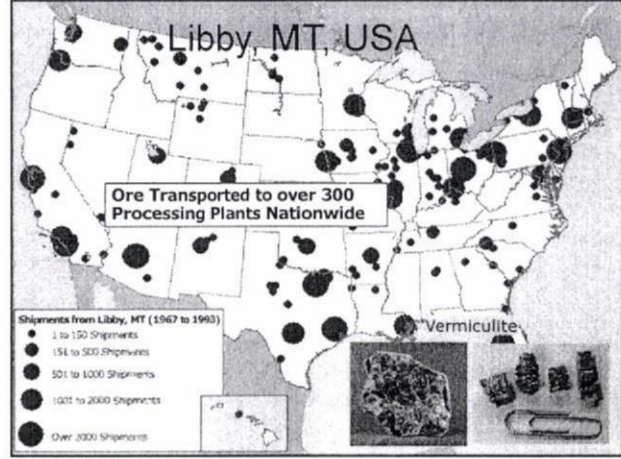 Libby, MT, USA
Ore Transported to over 300
Processing Plants Nationwide
Shipments from Libby, MT (1967 to 1993)
1 to 150 Shipments
151 to 500 Shipments
501 to 1000 Shipments
1001 to 2000 Shipments
Over 2000 Shipments
Vermiculite